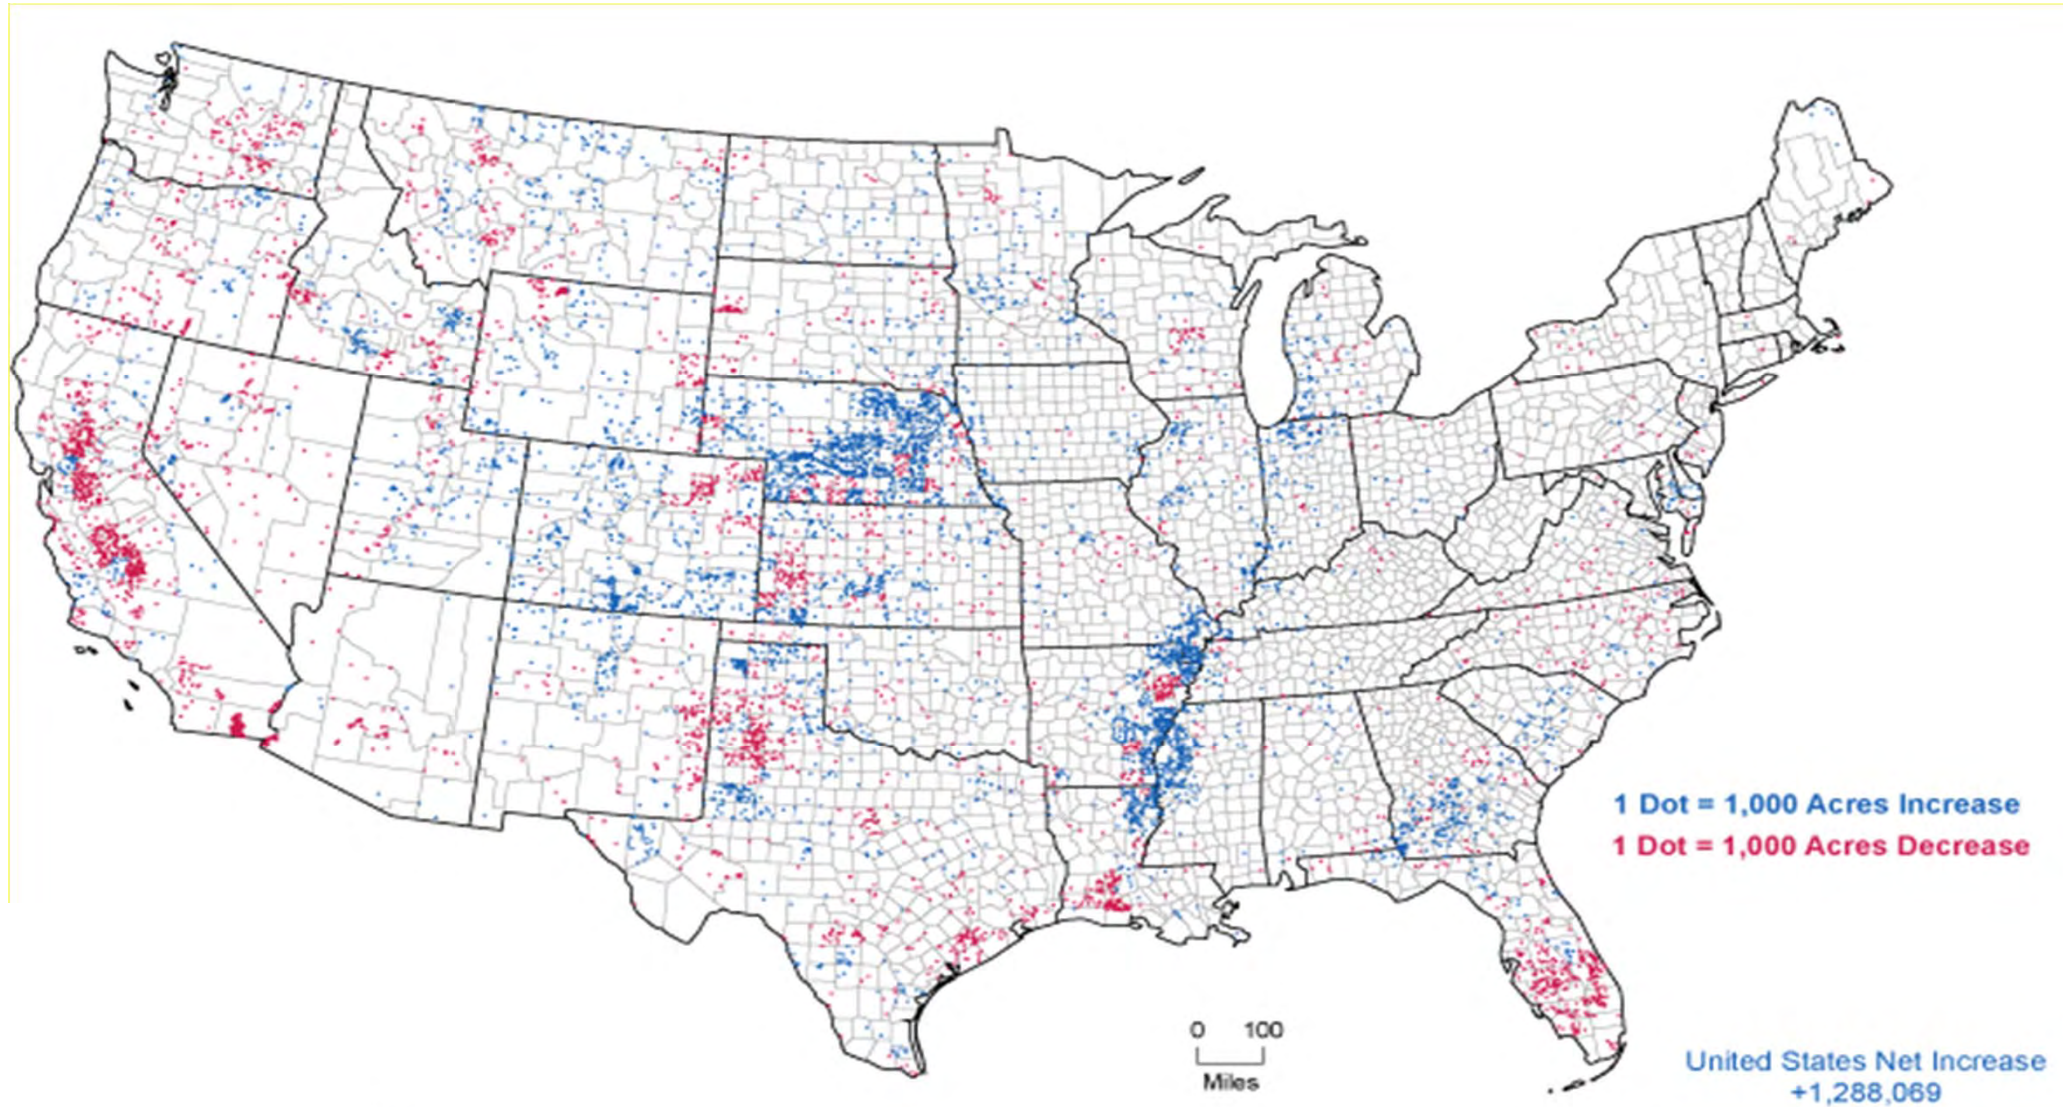 1 Dot = 1,000 Acres Increase
1 Dot = 1,000 Acres Decrease
0 100
Miles
United States Net Increase
+1,288,069